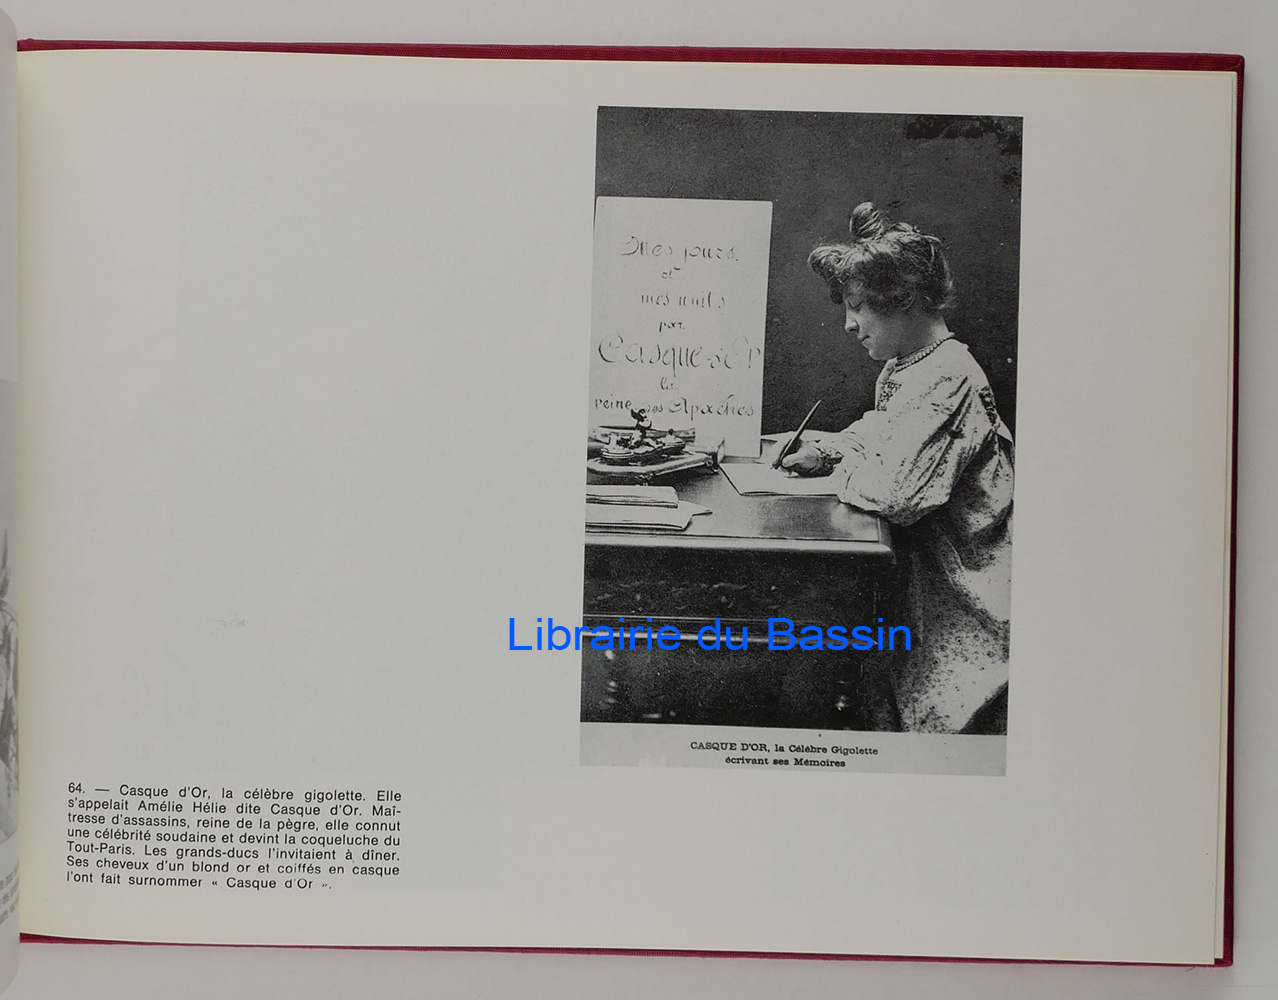 Mes jours
et
mes nuits
par
Casque d'Or
la
reine des Apaches
Librairie du Bassin
CASQUE D'OR, la Célèbre Gigolette
écrivant ses Mémoires
64. — Casque d'Or, la célèbre gigolette. Elle
s'appelait Amélie Hélie dite Casque d'Or. Maî-
tresse d'assassins, reine de la pègre, elle connut
une célébrité soudaine et devint la coqueluche du
Tout-Paris. Les grands-ducs l'invitaient à dîner.
Ses cheveux d'un blond or et coiffés en casque
l'ont fait surnommer « Casque d'Or ».